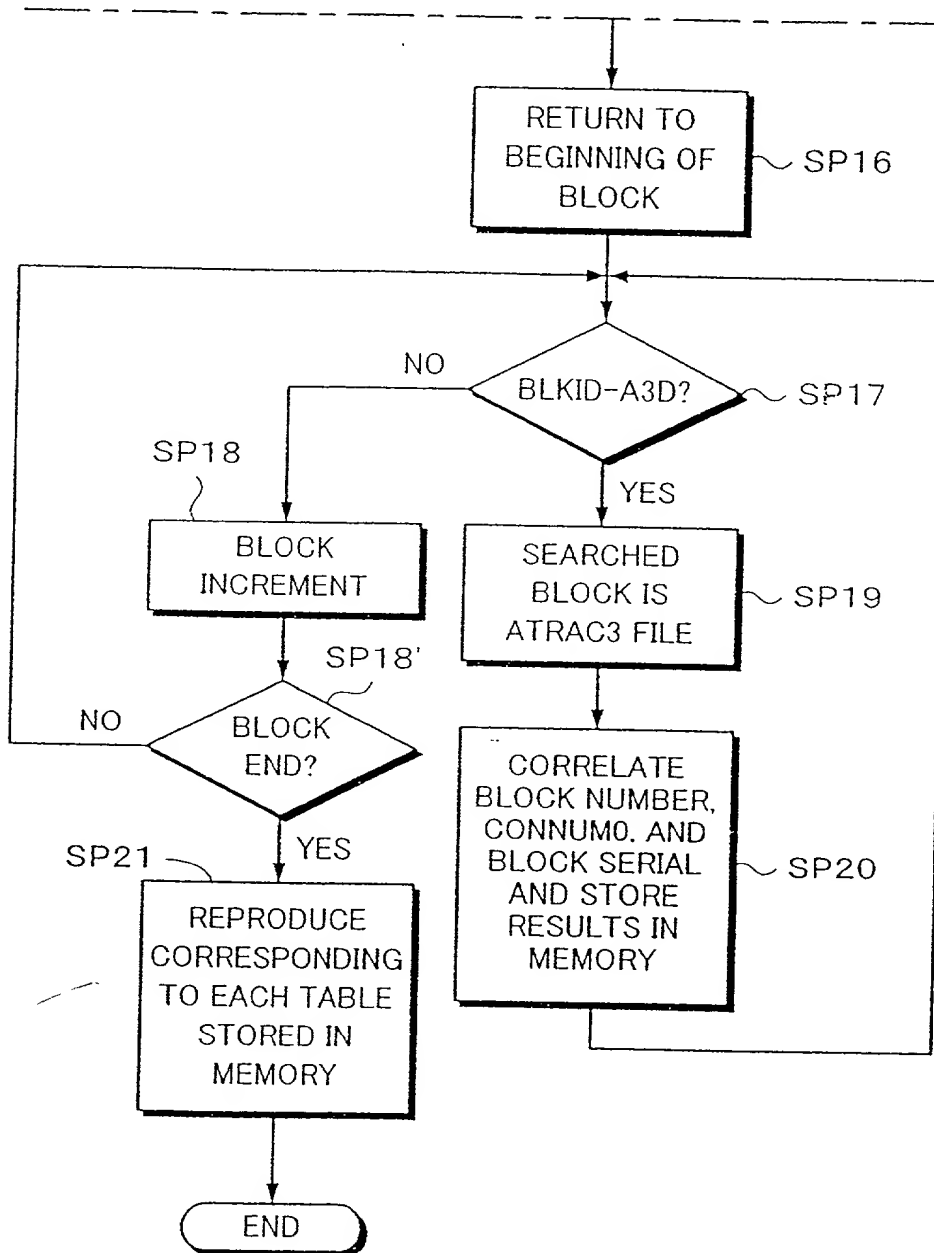 RETURN TO
BEGINNING OF
BLOCK
SP16
NO
BLKID-A3D?
SP17
YES
SP18
BLOCK
INCREMENT
SEARCHED
BLOCK IS
ATRAC3 FILE
SP19
SP18'
NO
BLOCK
END?
YES
CORRELATE
BLOCK NUMBER,
CONNUM0. AND
BLOCK SERIAL
AND STORE
RESULTS IN
MEMORY
SP20
SP21
REPRODUCE
CORRESPONDING
TO EACH TABLE
STORED IN
MEMORY
END